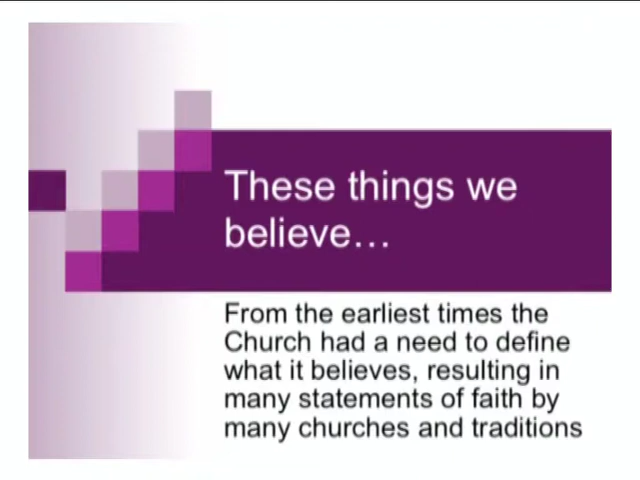 These things we
believe…
From the earliest times the
Church had a need to define
what it believes, resulting in
many statements of faith by
many churches and traditions